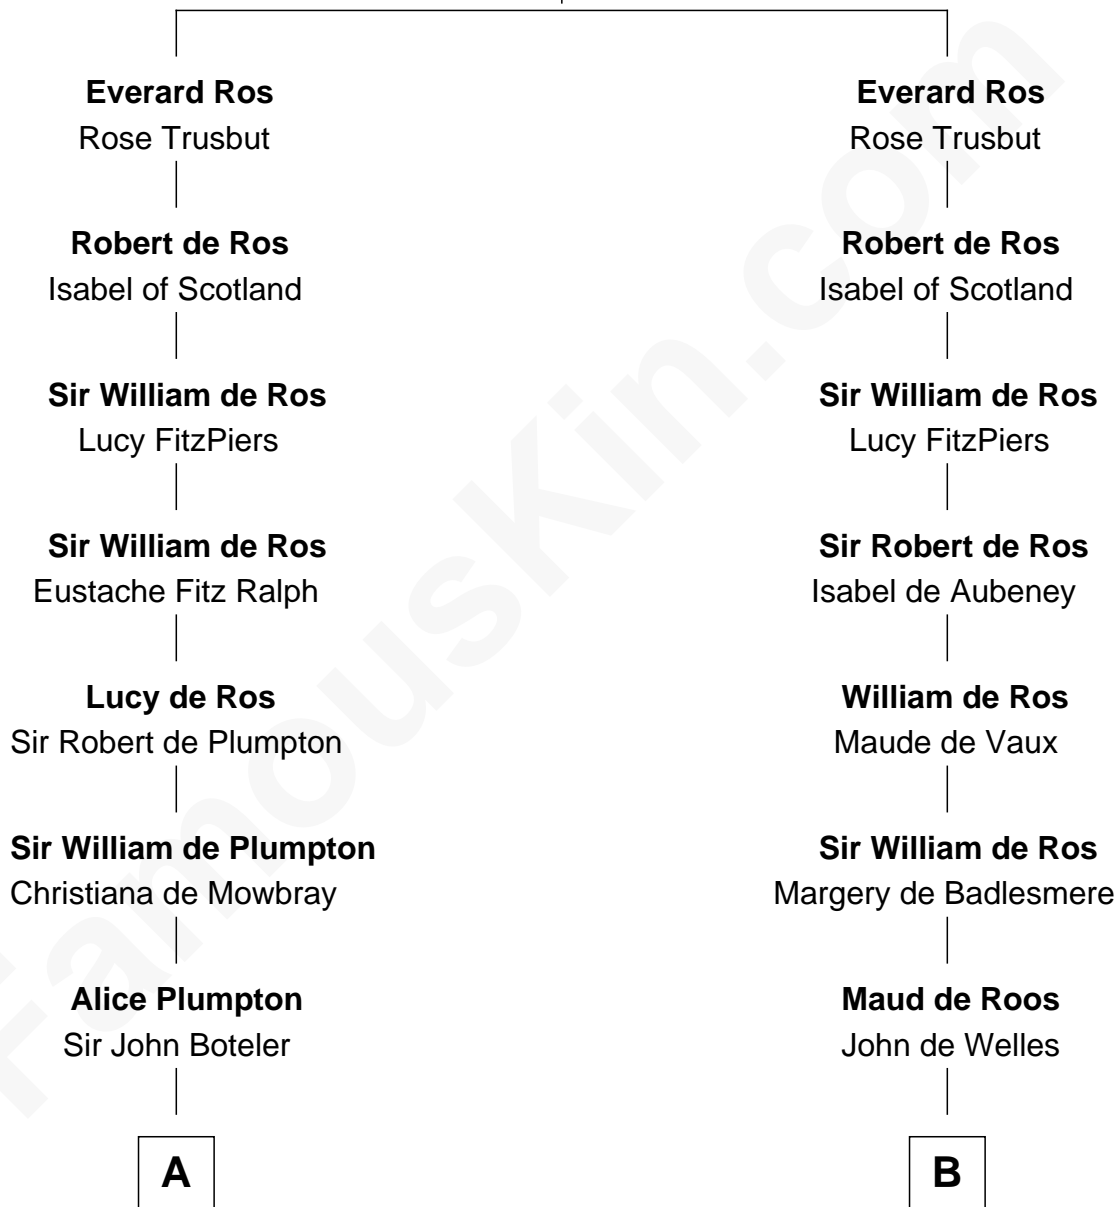 Everard Ros
Rose Trusbut
Robert de Ros
Isabel of Scotland
Sir William de Ros
Lucy FitzPiers
Sir William de Ros
Eustache Fitz Ralph
Lucy de Ros
Sir Robert de Plumpton
Sir William de Plumpton
Christiana de Mowbray
Alice Plumpton
Sir John Boteler
A
Everard Ros
Rose Trusbut
Robert de Ros
Isabel of Scotland
Sir William de Ros
Lucy FitzPiers
Sir Robert de Ros
Isabel de Aubeney
William de Ros
Maude de Vaux
Sir William de Ros
Margery de Badlesmere
Maud de Roos
John de Welles
B
FamousKin.com